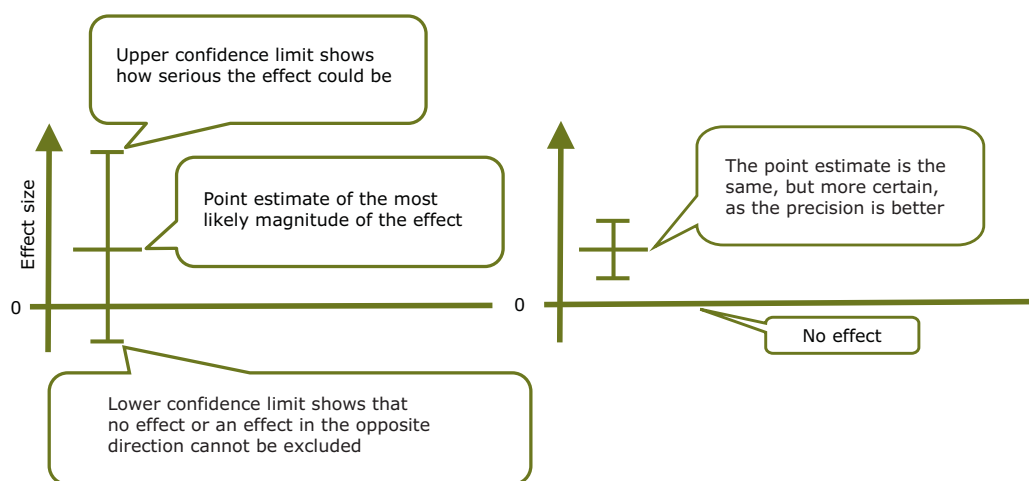 Upper confidence limit shows
how serious the effect could be
Effect size
Point estimate of the most
likely magnitude of the effect
0
Lower confidence limit shows that
no effect or an effect in the opposite
direction cannot be excluded
The point estimate is the
same, but more certain,
as the precision is better
0
No effect